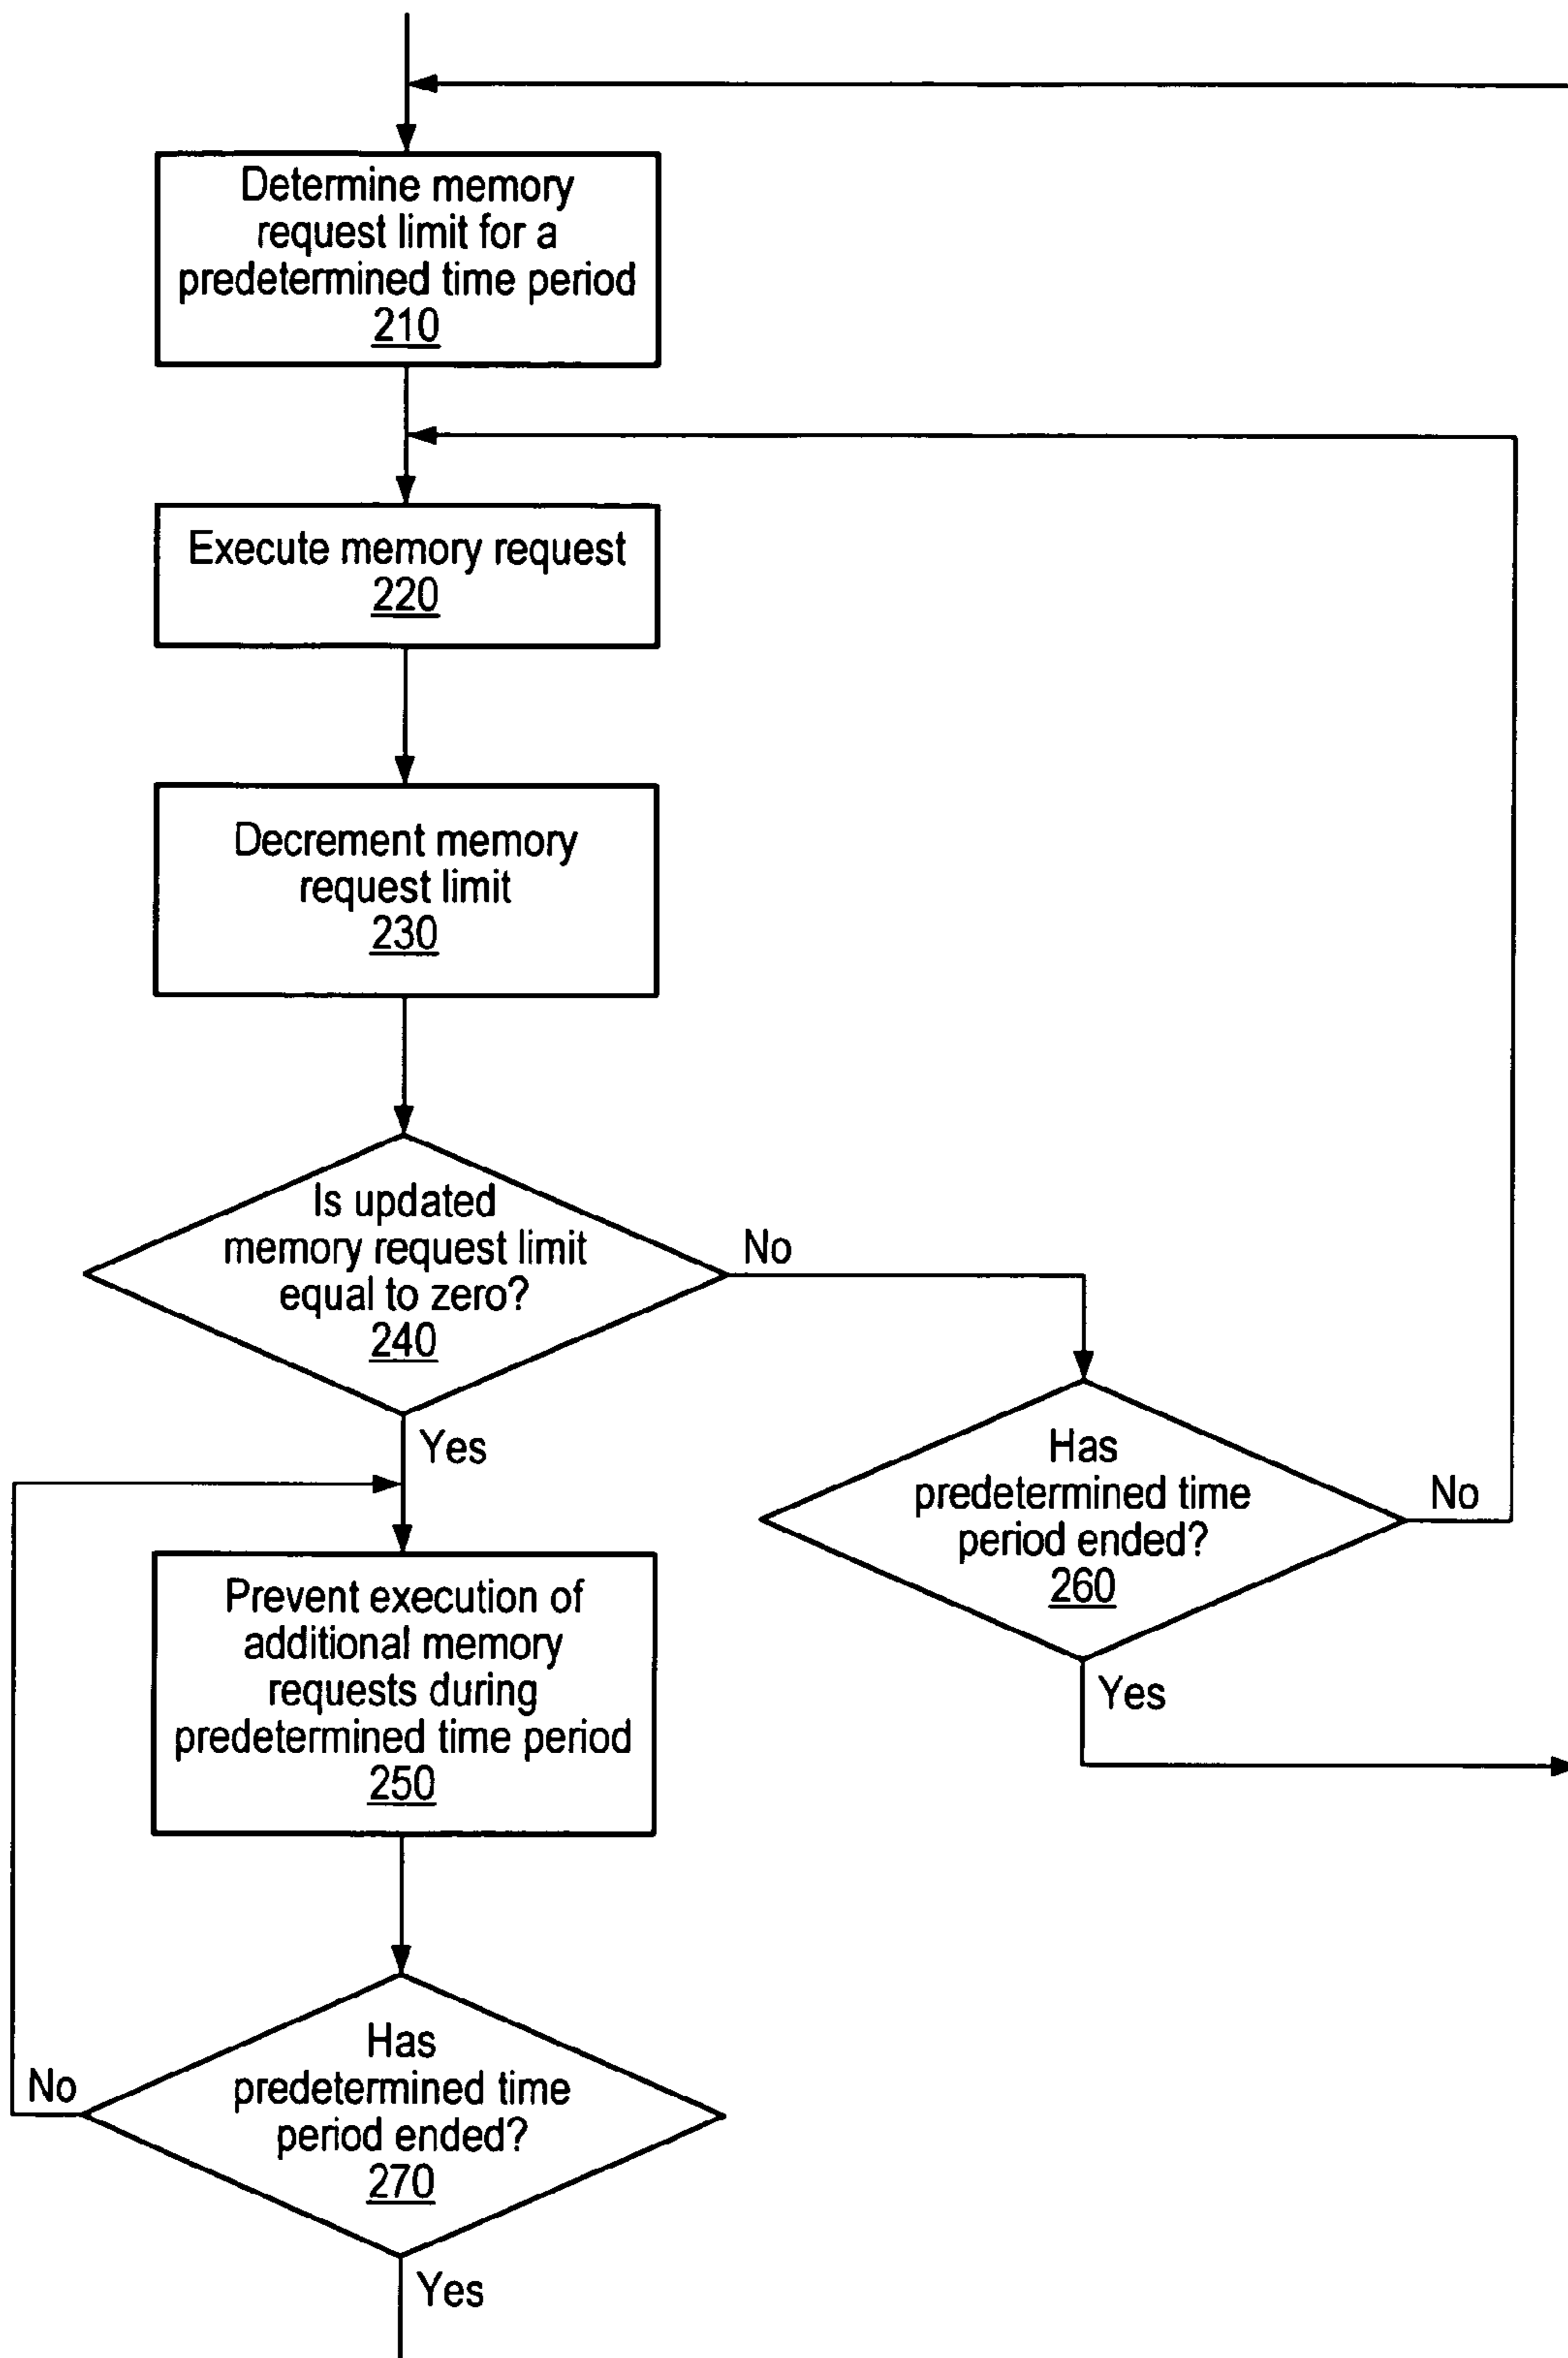 Determine memory
request limit for a
predetermined time period
210
Execute memory request
220
Decrement memory
request limit
230
Is updated
memory request limit
equal to zero?
240
No
Yes
Has
predetermined time
period ended?
260
No
Yes
Prevent execution of
additional memory
requests during
predetermined time period
250
Has
predetermined time
period ended?
270
No
Yes